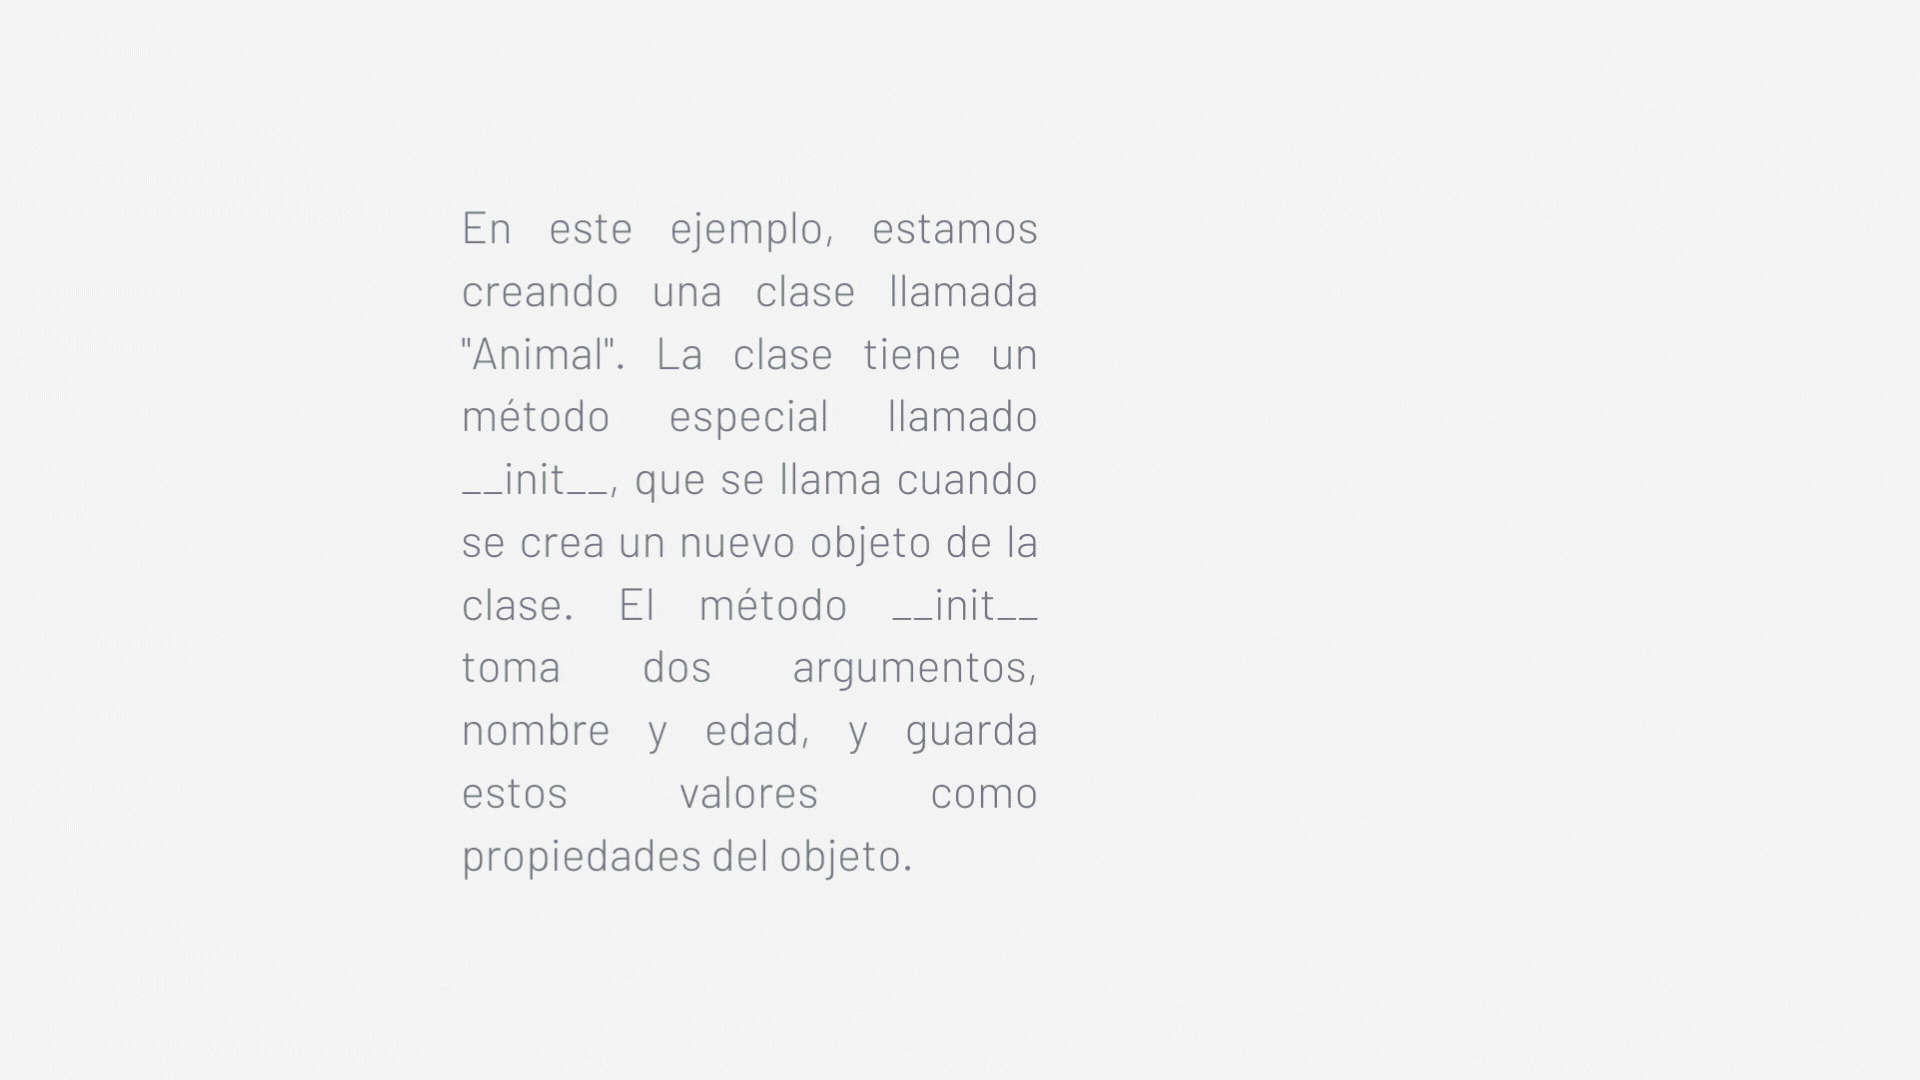 En este ejemplo, estamos
creando una clase llamada
"Animal". La clase tiene un
método especial llamado
__init__, que se llama cuando
se crea un nuevo objeto de la
clase. El método __init__
toma dos argumentos,
nombre y edad, y guarda
estos valores como
propiedades del objeto.